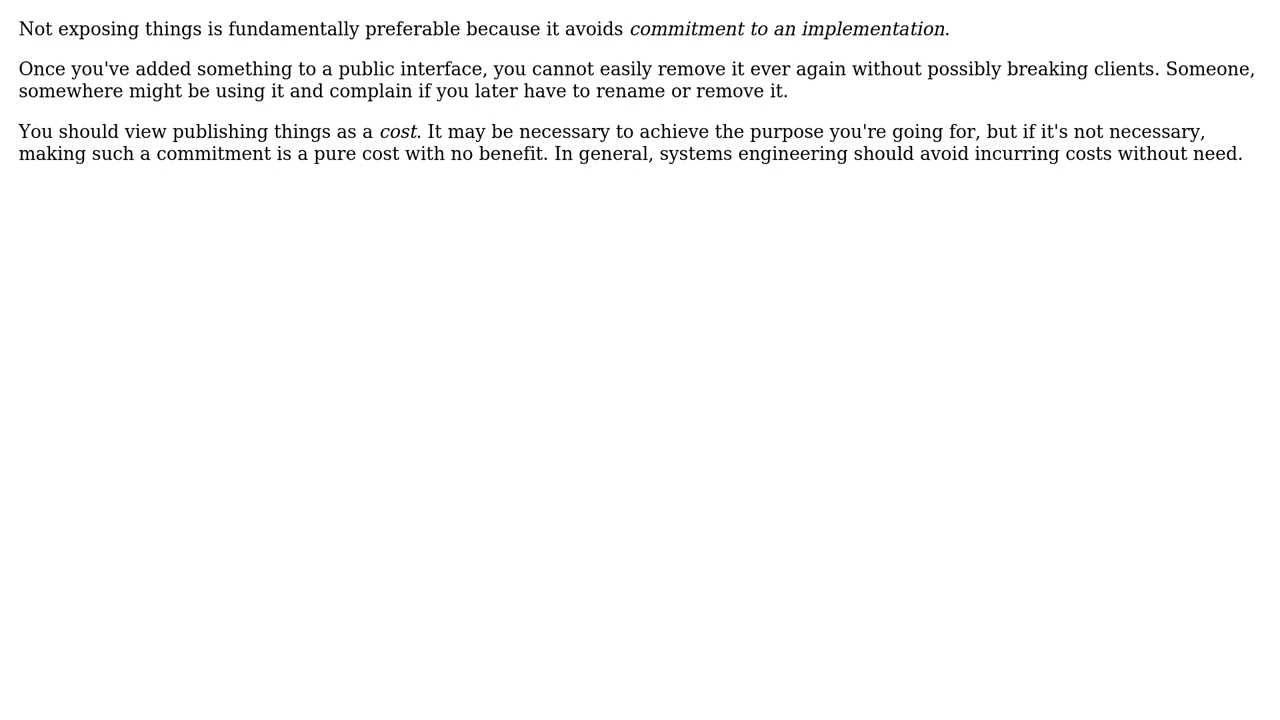 Not exposing things is fundamentally preferable because it avoids commitment to an implementation.
Once you've added something to a public interface, you cannot easily remove it ever again without possibly breaking clients. Someone,
somewhere might be using it and complain if you later have to rename or remove it.
You should view publishing things as a cost. It may be necessary to achieve the purpose you're going for, but if it's not necessary,
making such a commitment is a pure cost with no benefit. In general, systems engineering should avoid incurring costs without need.